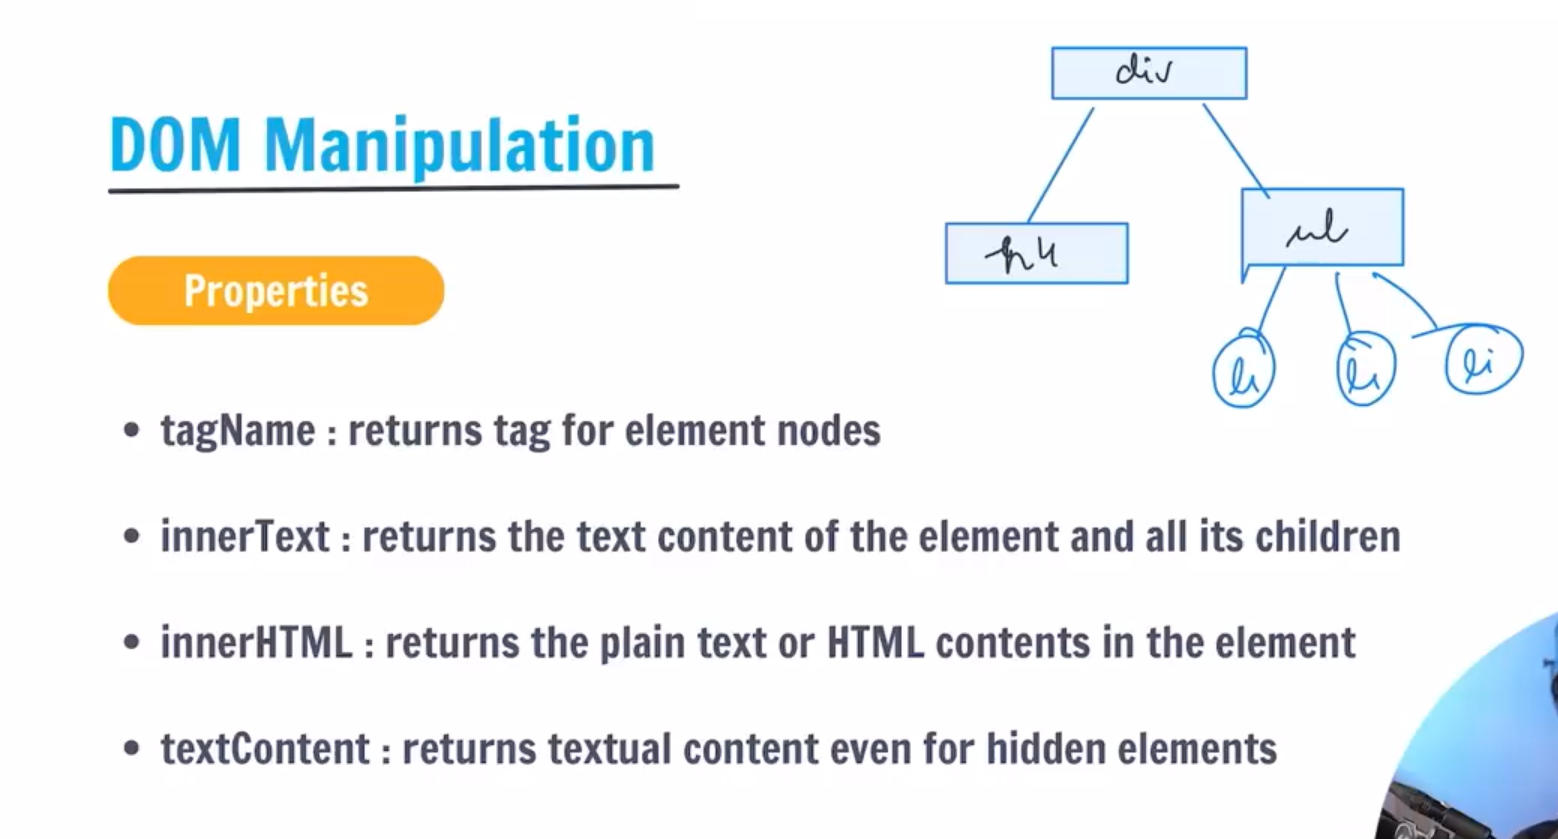 div
DOM Manipulation
h4
ul
Properties
li
li
li
• tagName : returns tag for element nodes
• innerText : returns the text content of the element and all its children
• innerHTML : returns the plain text or HTML contents in the element
• textContent : returns textual content even for hidden elements